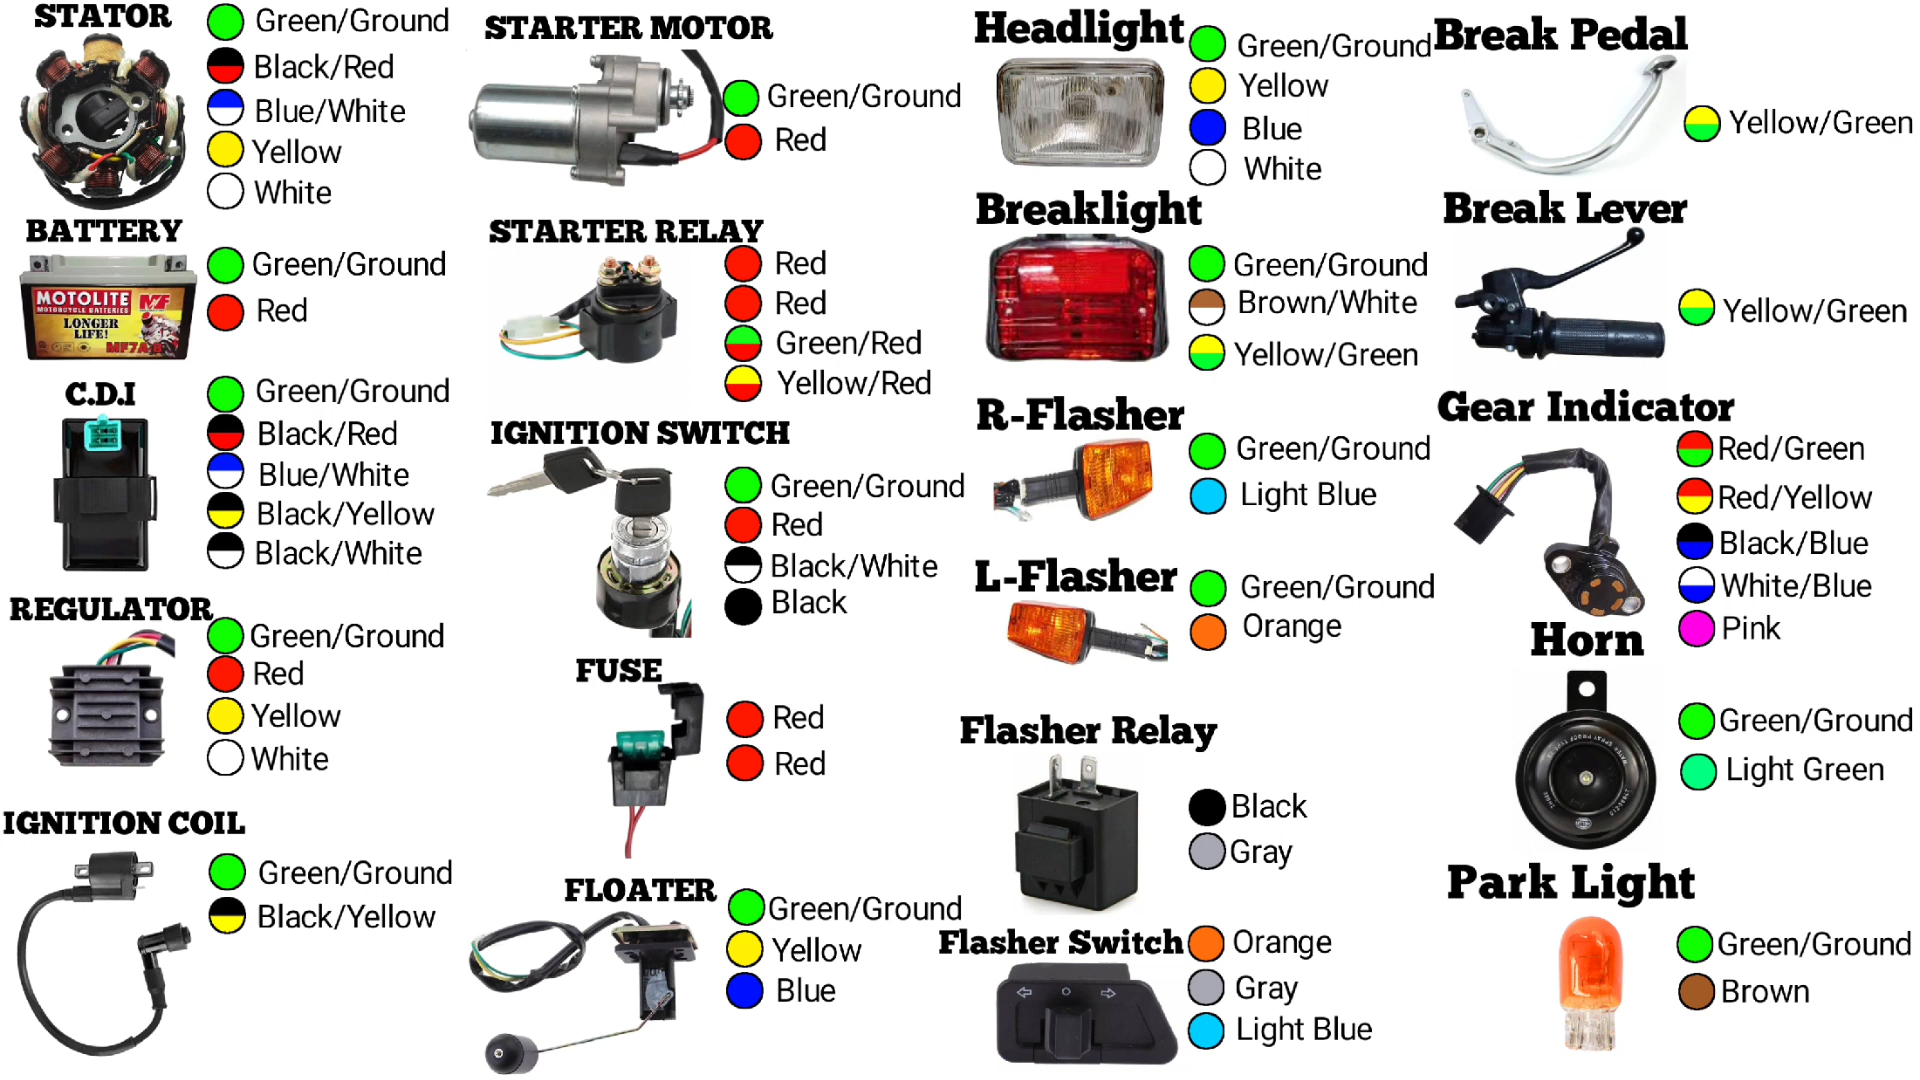 STATOR
Green/Ground
Black/Red
Blue/White
Yellow
White
BATTERY
MOTOLITE MF
MOTORCYCLE BATTERIES
LONGER
LIFE!
Green/Ground
Red
C.D.I
Green/Ground
Black/Red
Blue/White
Black/Yellow
Black/White
REGULATOR
Green/Ground
Red
Yellow
White
IGNITION COIL
Green/Ground
Black/Yellow
STARTER MOTOR
Green/Ground
Red
STARTER RELAY
Red
Red
Green/Red
Yellow/Red
IGNITION SWITCH
Green/Ground
Red
Black/White
Black
FUSE
Red
Red
FLOATER
Green/Ground
Yellow
Blue
Headlight
Green/Ground
Yellow
Blue
White
Breaklight
Green/Ground
Brown/White
Yellow/Green
R-Flasher
Green/Ground
Light Blue
L-Flasher
Green/Ground
Orange
Flasher Relay
Black
Gray
Flasher Switch
Orange
Gray
Light Blue
Break Pedal
Yellow/Green
Break Lever
Yellow/Green
Gear Indicator
Red/Green
Red/Yellow
Black/Blue
White/Blue
Pink
Horn
Green/Ground
Light Green
Park Light
Green/Ground
Brown